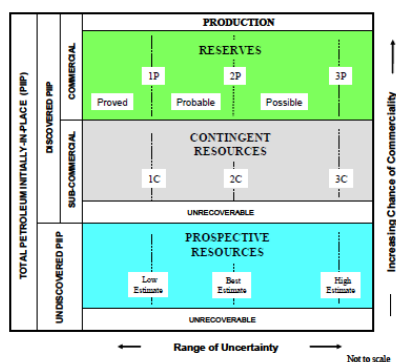 PRODUCTION
RESERVES
1P 2P 3P
Proved Probable Possible
CONTINGENT
RESOURCES
1C 2C 3C
UNRECOVERABLE
PROSPECTIVE
RESOURCES
Low Estimate
Best Estimate
High Estimate
UNRECOVERABLE
TOTAL PETROLEUM INITIALLY-IN-PLACE (PIIP)
DISCOVERED PIIP
UNDISCOVERED PIIP
COMMERCIAL
SUB-COMMERCIAL
Increasing Chance of Commerciality
Range of Uncertainty
Not to scale